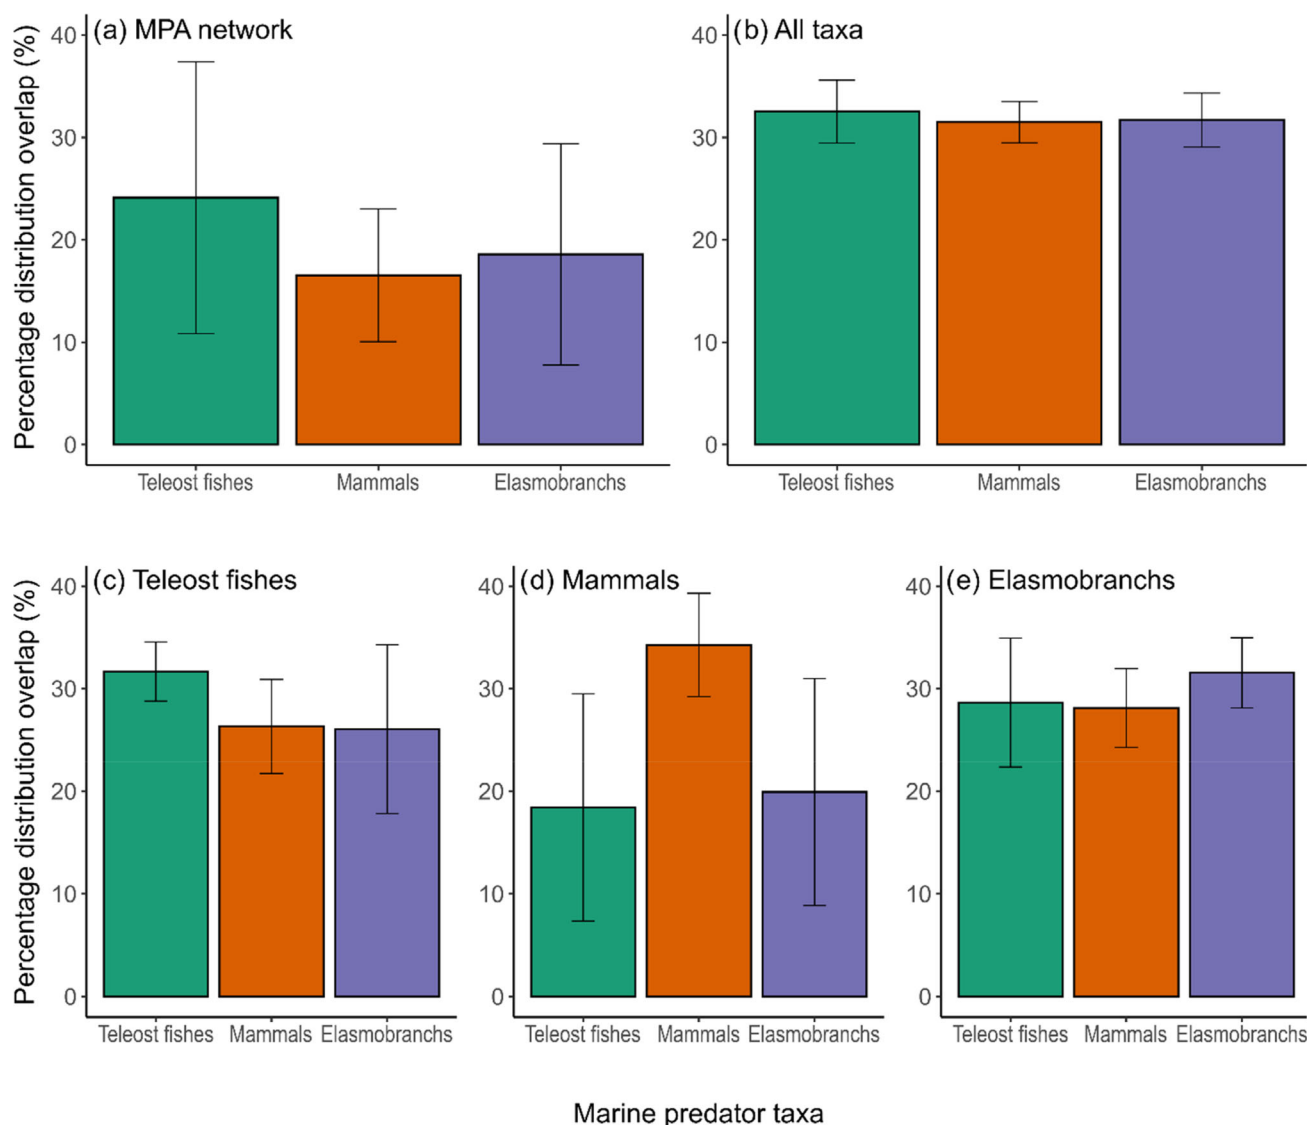 (a) MPA network
Percentage distribution overlap (%)
40
30
20
10
0
Teleost fishes Mammals Elasmobranchs
(b) All taxa
40
30
20
10
0
Teleost fishes Mammals Elasmobranchs
(c) Teleost fishes
Percentage distribution overlap (%)
40
30
20
10
0
Teleost fishes Mammals Elasmobranchs
(d) Mammals
40
30
20
10
0
Teleost fishes Mammals Elasmobranchs
(e) Elasmobranchs
40
30
20
10
0
Teleost fishes Mammals Elasmobranchs
Marine predator taxa